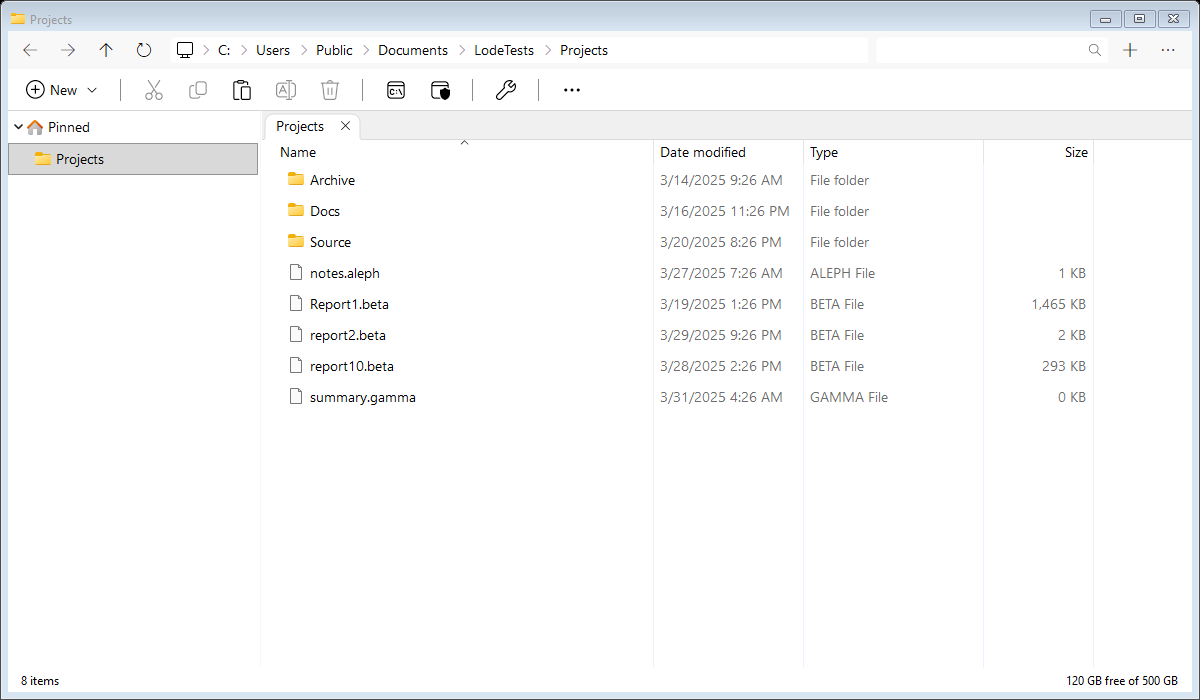 Projects
C: Users Public Documents LodeTests Projects
New
Pinned
Projects
Projects
Name Date modified Type Size
Archive 3/14/2025 9:26 AM File folder
Docs 3/16/2025 11:26 PM File folder
Source 3/20/2025 8:26 PM File folder
notes.aleph 3/27/2025 7:26 AM ALEPH File 1 KB
Report1.beta 3/19/2025 1:26 PM BETA File 1,465 KB
report2.beta 3/29/2025 9:26 PM BETA File 2 KB
report10.beta 3/28/2025 2:26 PM BETA File 293 KB
summary.gamma 3/31/2025 4:26 AM GAMMA File 0 KB
8 items 120 GB free of 500 GB